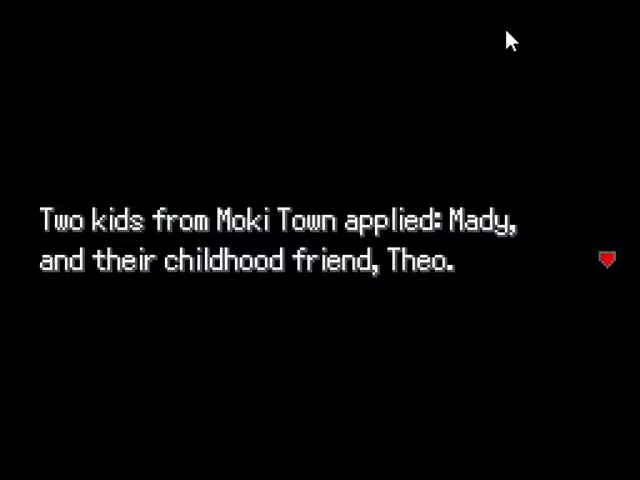 Two kids from Moki Town applied: Mady,
and their childhood friend, Theo.